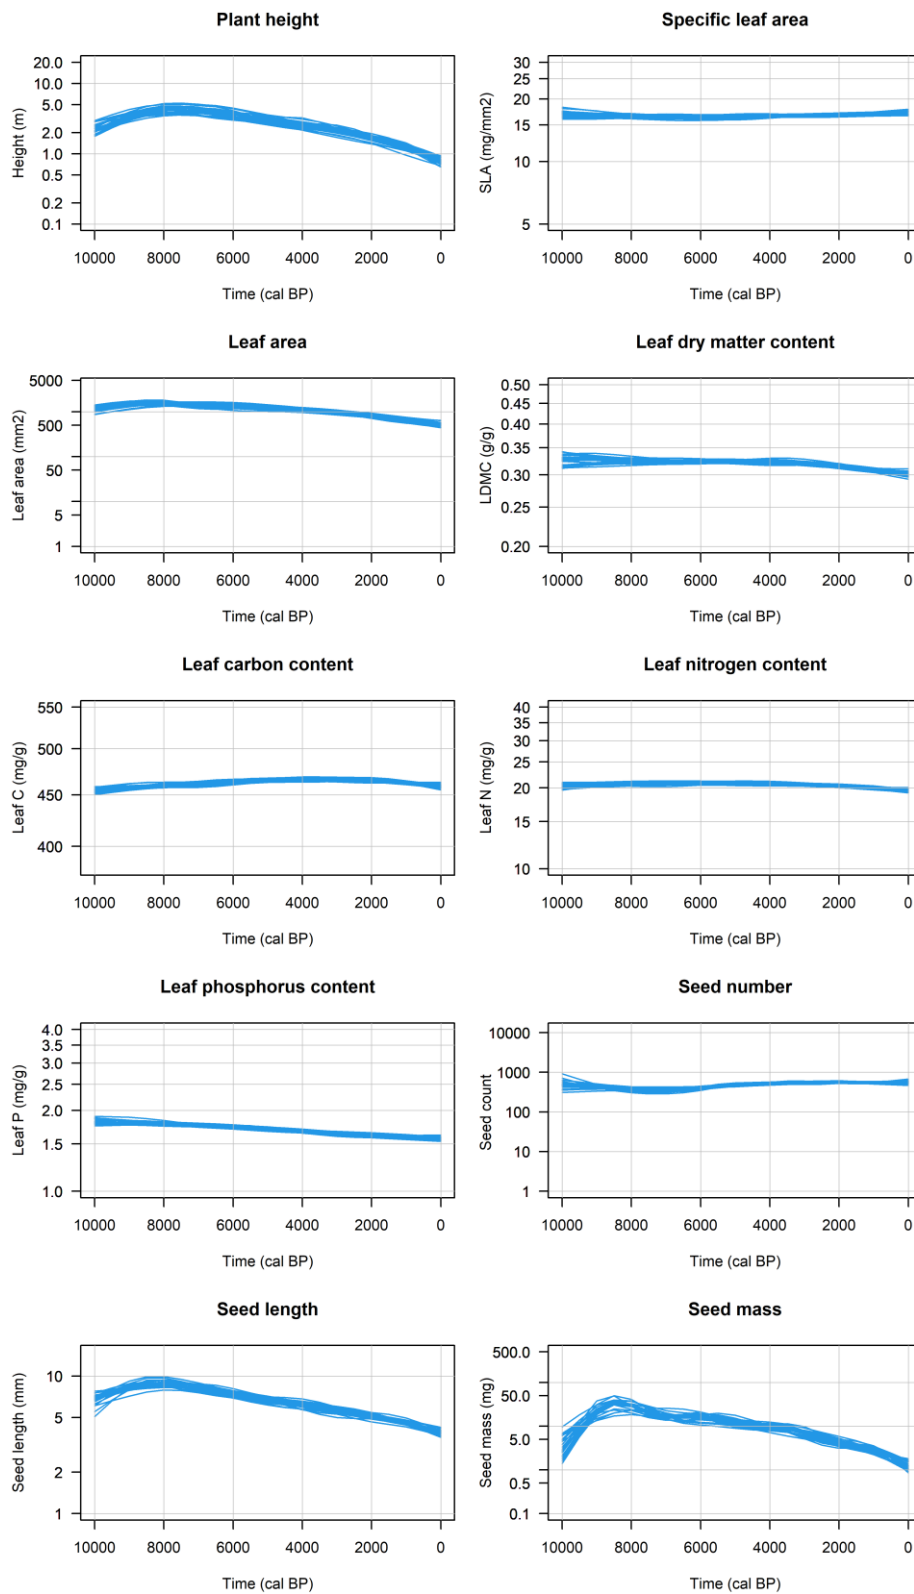 Plant height
Height (m)
20.0
10.0
5.0
2.0
1.0
0.5
0.2
0.1
10000 8000 6000 4000 2000 0
Time (cal BP)
Specific leaf area
SLA (mg/mm2)
30
25
20
15
10
5
10000 8000 6000 4000 2000 0
Time (cal BP)
Leaf area
Leaf area (mm2)
5000
500
50
5
1
10000 8000 6000 4000 2000 0
Time (cal BP)
Leaf dry matter content
LDMC (g/g)
0.50
0.45
0.40
0.35
0.30
0.25
0.20
10000 8000 6000 4000 2000 0
Time (cal BP)
Leaf carbon content
Leaf C (mg/g)
550
500
450
400
10000 8000 6000 4000 2000 0
Time (cal BP)
Leaf nitrogen content
Leaf N (mg/g)
40
35
30
25
20
15
10
10000 8000 6000 4000 2000 0
Time (cal BP)
Leaf phosphorus content
Leaf P (mg/g)
4.0
3.5
3.0
2.5
2.0
1.5
1.0
10000 8000 6000 4000 2000 0
Time (cal BP)
Seed number
Seed count
10000
1000
100
10
1
10000 8000 6000 4000 2000 0
Time (cal BP)
Seed length
Seed length (mm)
10
5
2
1
10000 8000 6000 4000 2000 0
Time (cal BP)
Seed mass
Seed mass (mg)
500.0
50.0
5.0
0.5
0.1
10000 8000 6000 4000 2000 0
Time (cal BP)